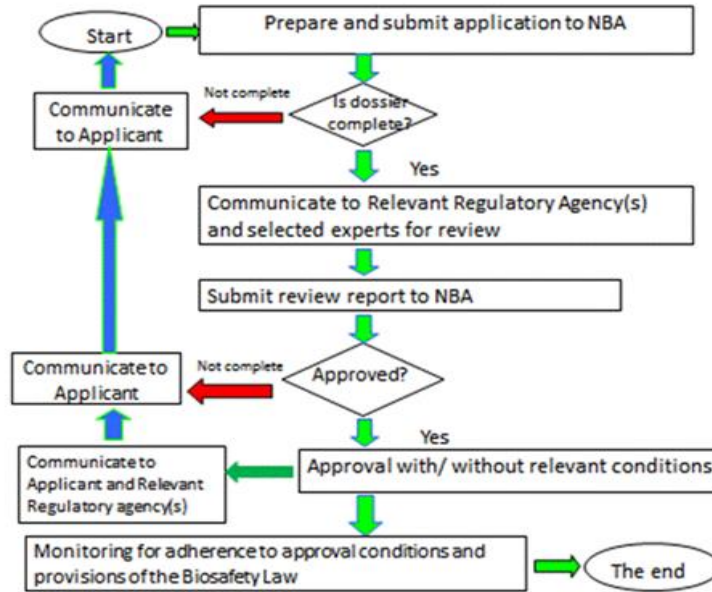 Start
Prepare and submit application to NBA
Not complete
Is dossier
complete?
Communicate
to Applicant
Yes
Communicate to Relevant Regulatory Agency(s)
and selected experts for review
Submit review report to NBA
Not complete
Approved?
Communicate to
Applicant
Yes
Communicate to
Applicant and Relevant
Regulatory agency(s)
Approval with/ without relevant conditions
Monitoring for adherence to approval conditions and
provisions of the Biosafety Law
The end